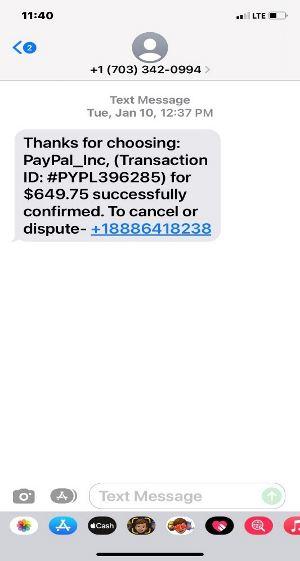 11:40
LTE
2
+1 (703) 342-0994 >
Text Message
Tue, Jan 10, 12:37 PM
Thanks for choosing:
PayPal_Inc, (Transaction
ID: #PYPL396285) for
$649.75 successfully
confirmed. To cancel or
dispute- +18886418238
Text Message
Cash